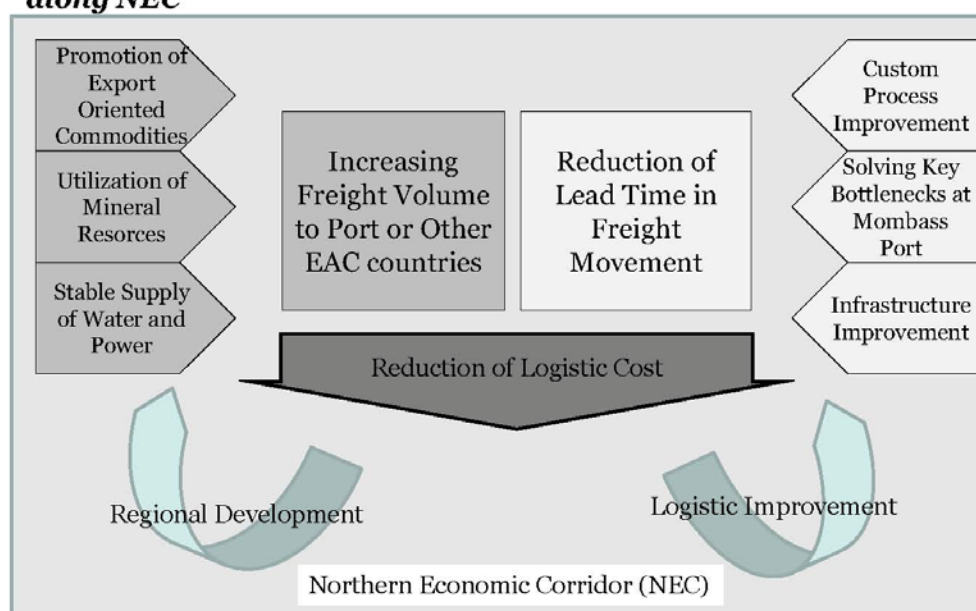 along NEC
Promotion of
Export
Oriented
Commodities
Utilization of
Mineral
Resorces
Stable Supply
of Water and
Power
Increasing
Freight Volume
to Port or Other
EAC countries
Reduction of
Lead Time in
Freight
Movement
Custom
Process
Improvement
Solving Key
Bottlenecks at
Mombass
Port
Infrastructure
Improvement
Reduction of Logistic Cost
Regional Development
Logistic Improvement
Northern Economic Corridor (NEC)